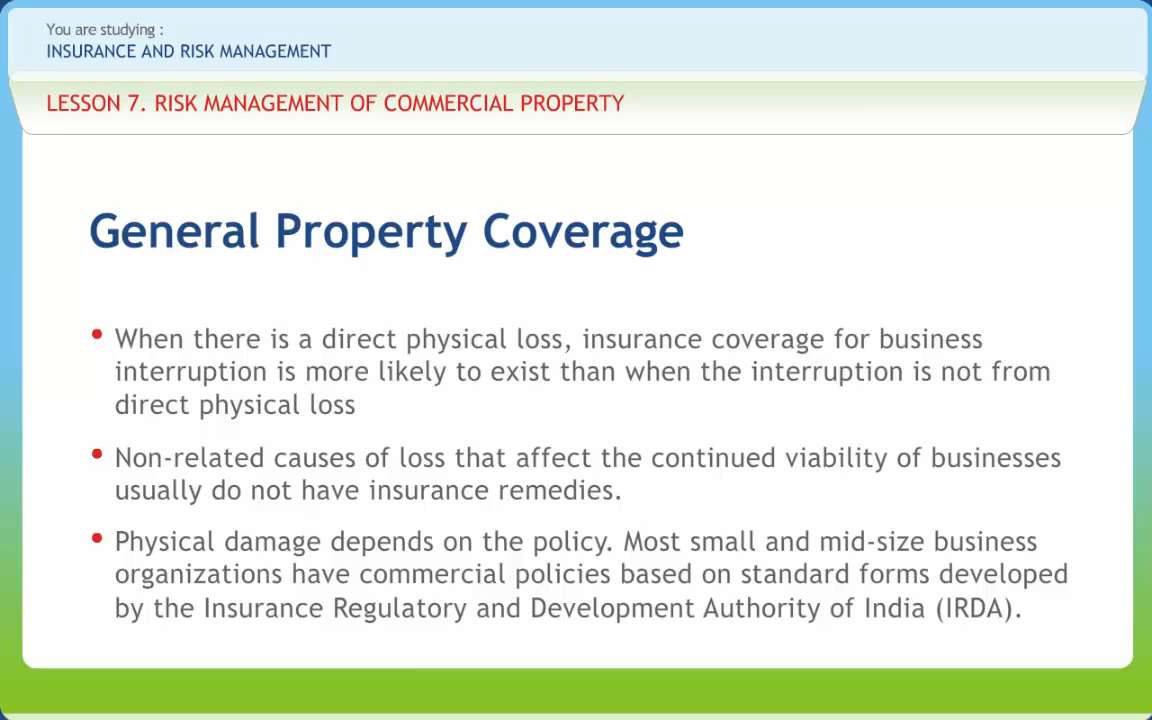 You are studying :
INSURANCE AND RISK MANAGEMENT
LESSON 7. RISK MANAGEMENT OF COMMERCIAL PROPERTY
General Property Coverage
• When there is a direct physical loss, insurance coverage for business
interruption is more likely to exist than when the interruption is not from
direct physical loss
• Non-related causes of loss that affect the continued viability of businesses
usually do not have insurance remedies.
• Physical damage depends on the policy. Most small and mid-size business
organizations have commercial policies based on standard forms developed
by the Insurance Regulatory and Development Authority of India (IRDA).